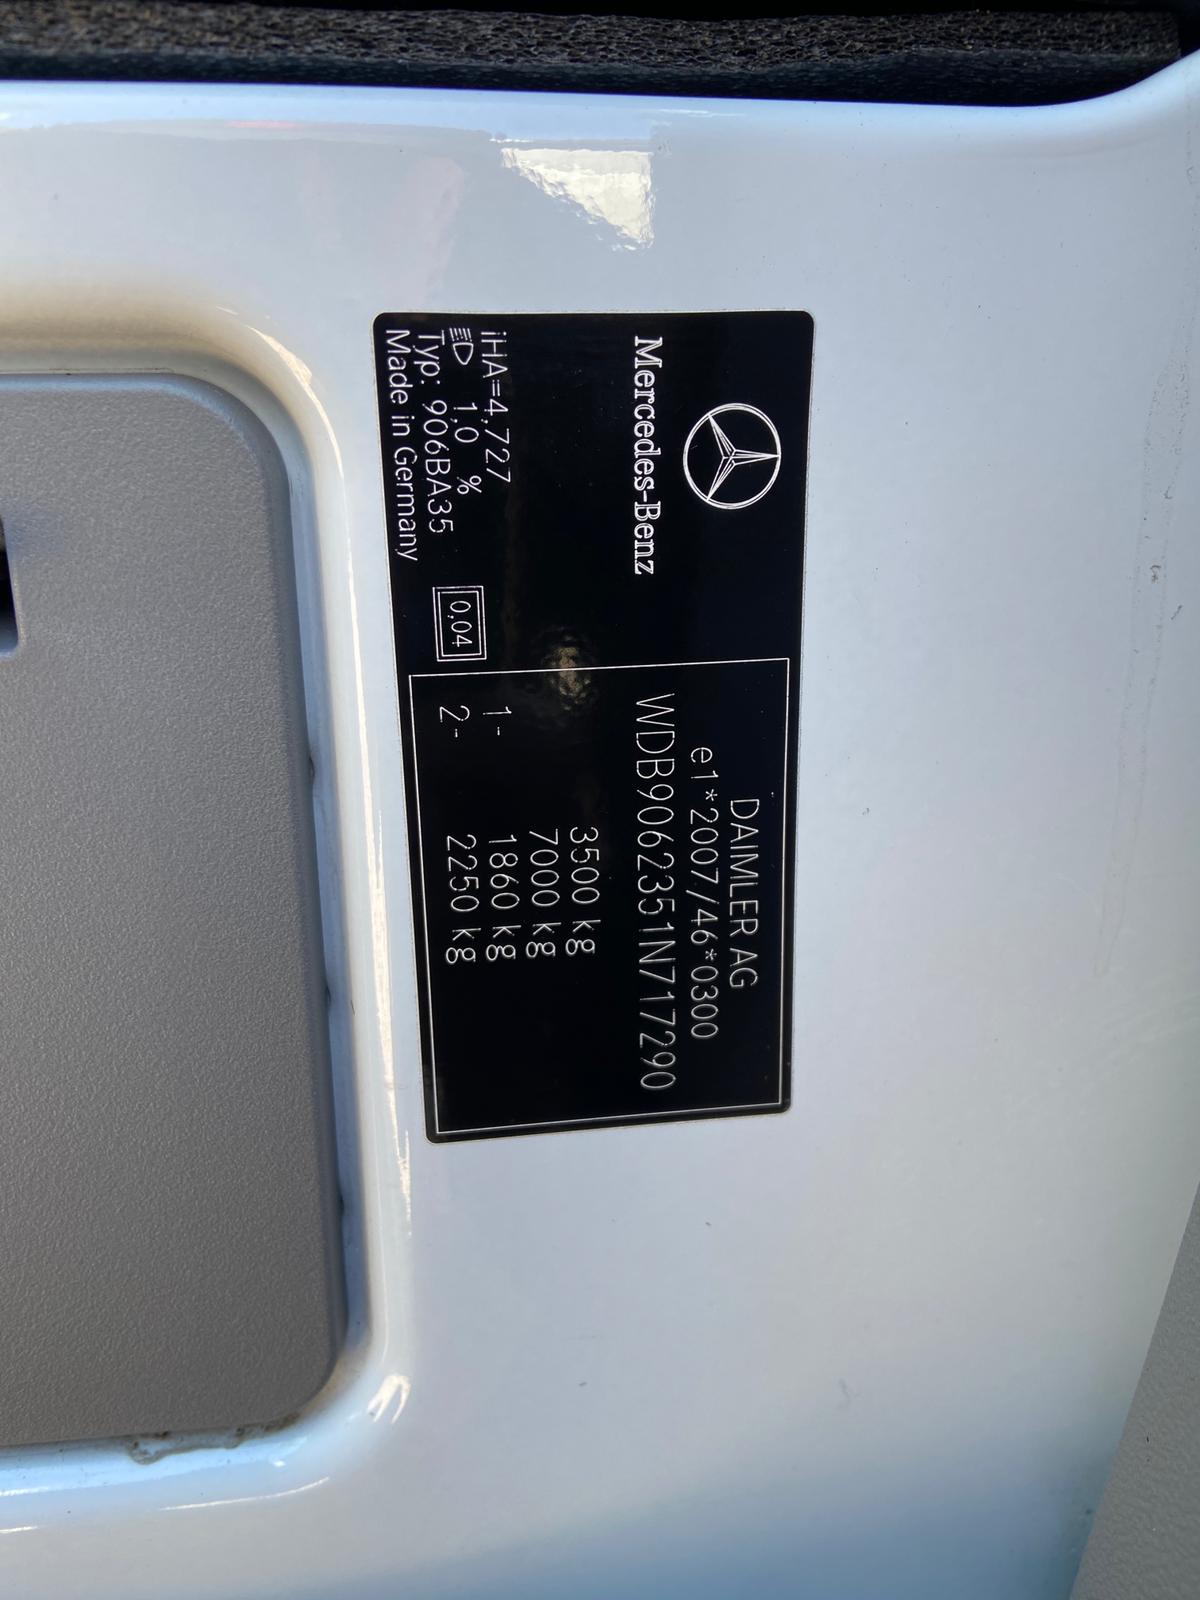 Mercedes-Benz
iHA=4,727
1,0 %
Typ: 906BA35
Made in Germany
0,04
DAIMLER AG
e1*2007/46*0300
WDB9062351N717290
3500 kg
7000 kg
1- 1860 kg
2- 2250 kg